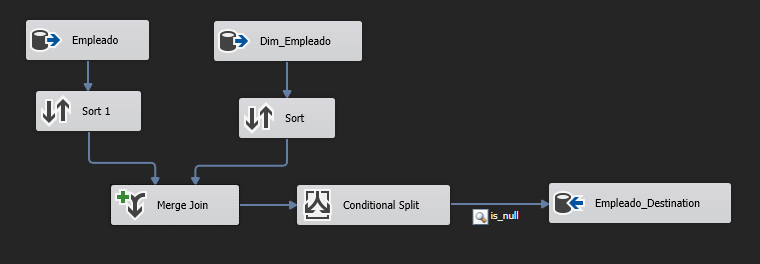 Empleado
Dim_Empleado
Sort 1
Sort
Merge Join
Conditional Split
is_null
Empleado_Destination